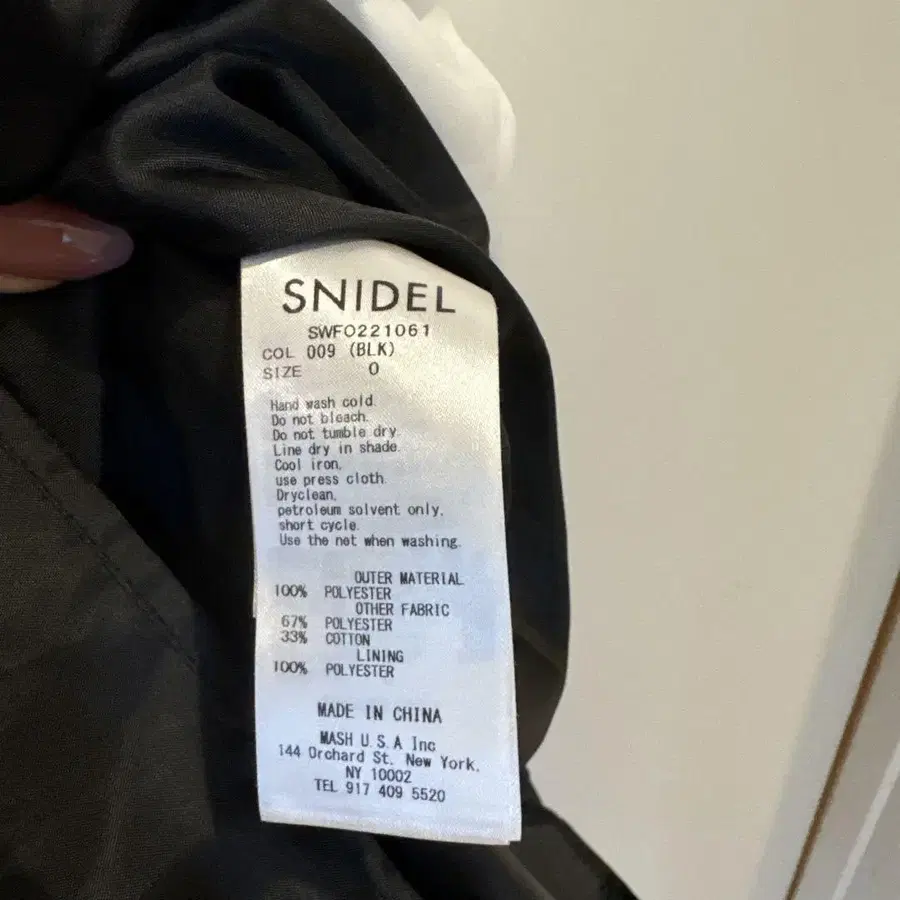 SNIDEL
SWFO221061
COL 009 (BLK)
SIZE 0
Hand wash cold.
Do not bleach.
Do not tumble dry.
Line dry in shade.
Cool iron,
use press cloth.
Dryclean,
petroleum solvent only,
short cycle.
Use the net when washing.
OUTER MATERIAL
100% POLYESTER
OTHER FABRIC
67% POLYESTER
33% COTTON
LINING
100% POLYESTER
MADE IN CHINA
MASH U.S.A Inc
144 Orchard St. New York,
NY 10002
TEL 917 409 5520